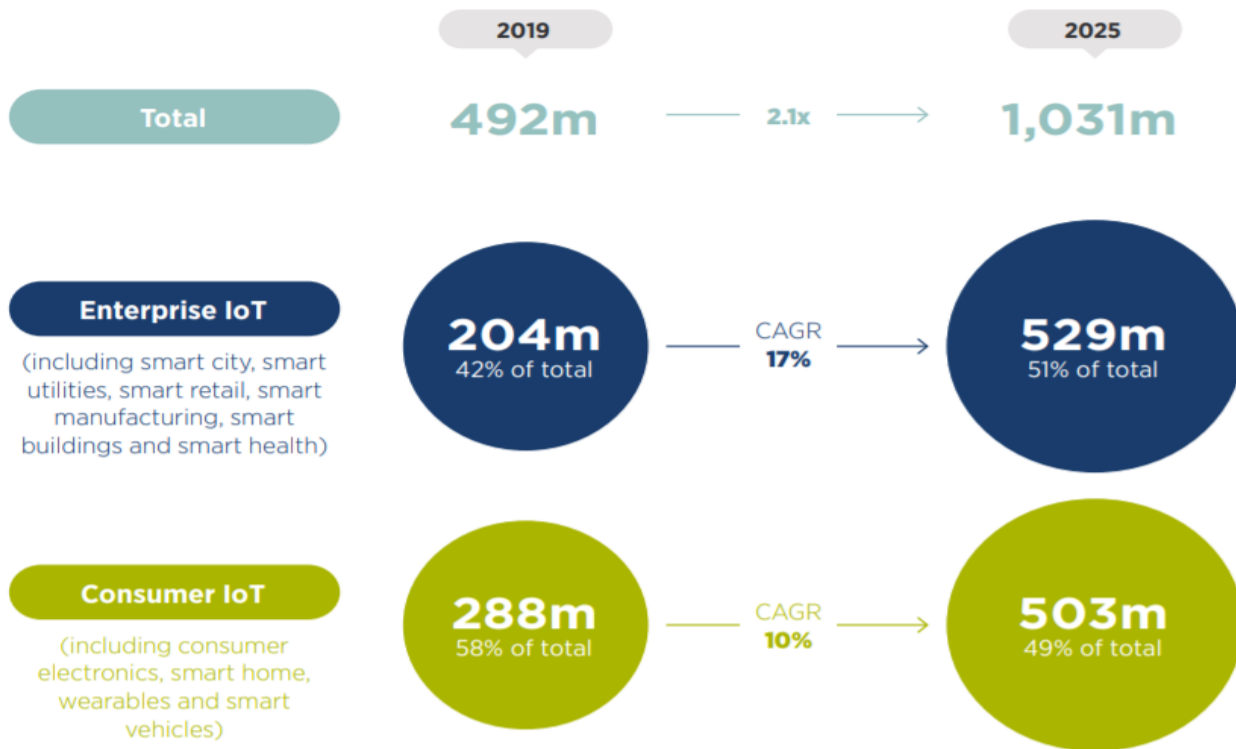 2019
2025
Total
492m
2.1x
1,031m
Enterprise IoT
(including smart city, smart
utilities, smart retail, smart
manufacturing, smart
buildings and smart health)
204m
42% of total
CAGR
17%
529m
51% of total
Consumer IoT
(including consumer
electronics, smart home,
wearables and smart
vehicles)
288m
58% of total
CAGR
10%
503m
49% of total